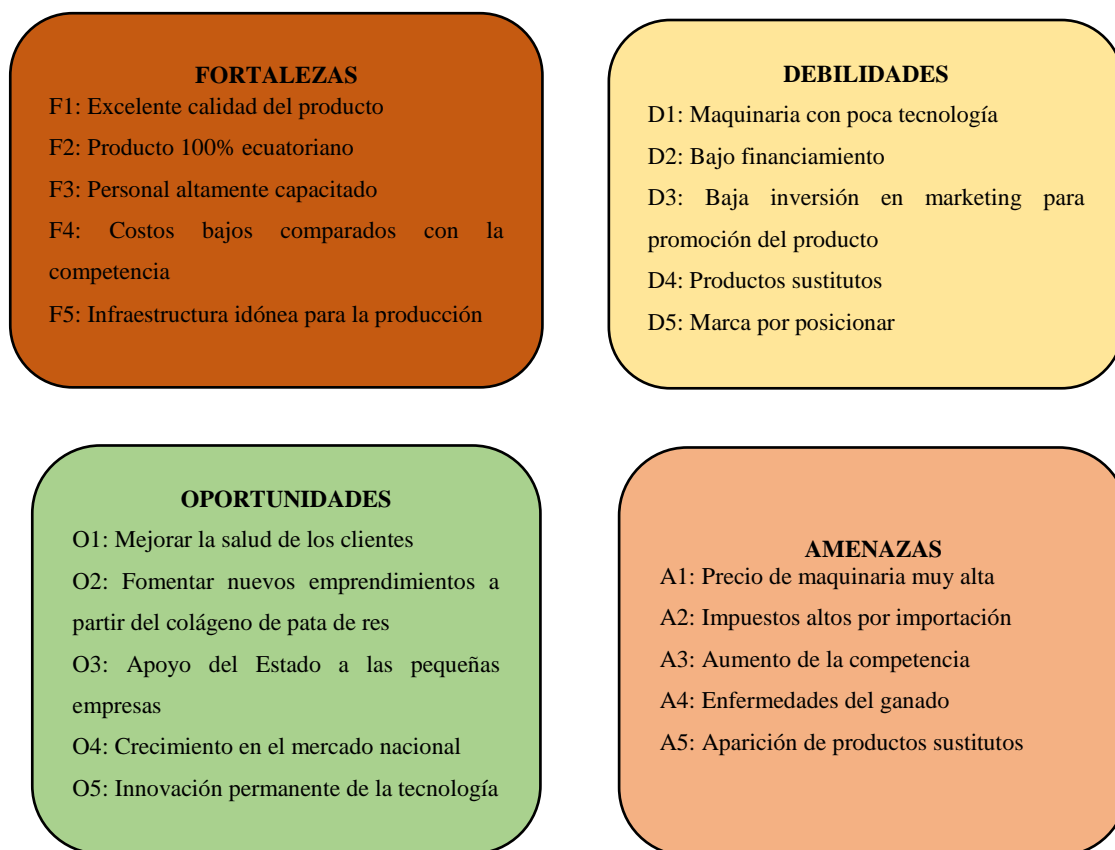 FORTALEZAS
F1: Excelente calidad del producto
F2: Producto 100% ecuatoriano
F3: Personal altamente capacitado
F4: Costos bajos comparados con la
competencia
F5: Infraestructura idónea para la producción
DEBILIDADES
D1: Maquinaria con poca tecnología
D2: Bajo financiamiento
D3: Baja inversión en marketing para
promoción del producto
D4: Productos sustitutos
D5: Marca por posicionar
OPORTUNIDADES
O1: Mejorar la salud de los clientes
O2: Fomentar nuevos emprendimientos a
partir del colágeno de pata de res
O3: Apoyo del Estado a las pequeñas
empresas
O4: Crecimiento en el mercado nacional
O5: Innovación permanente de la tecnología
AMENAZAS
A1: Precio de maquinaria muy alta
A2: Impuestos altos por importación
A3: Aumento de la competencia
A4: Enfermedades del ganado
A5: Aparición de productos sustitutos